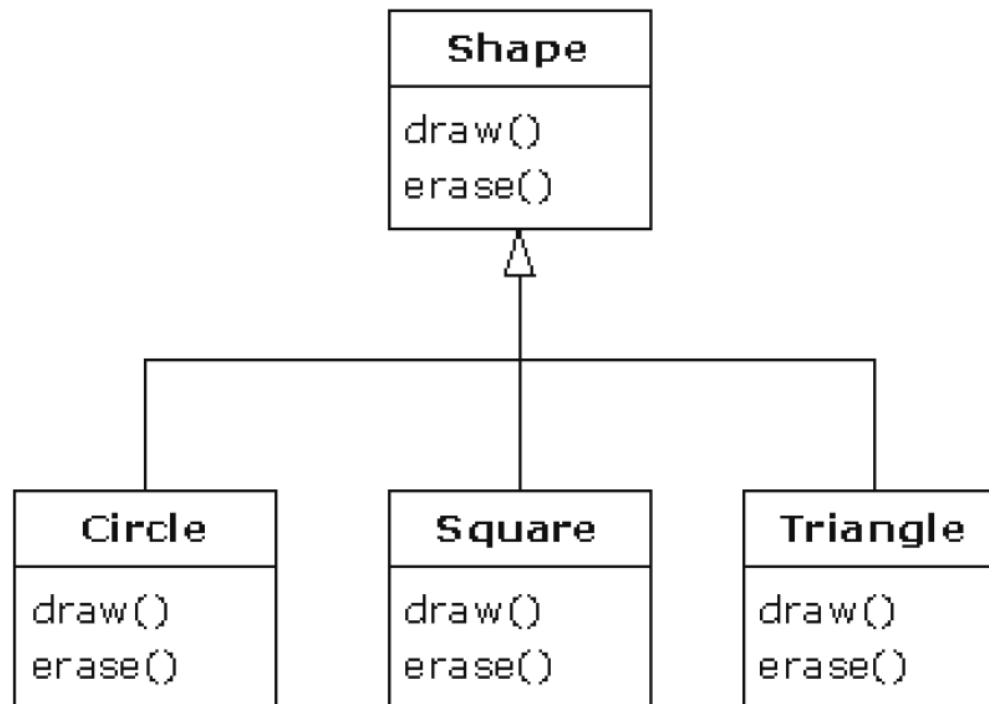 Shape
draw()
erase()
Circle
draw()
erase()
Square
draw()
erase()
Triangle
draw()
erase()